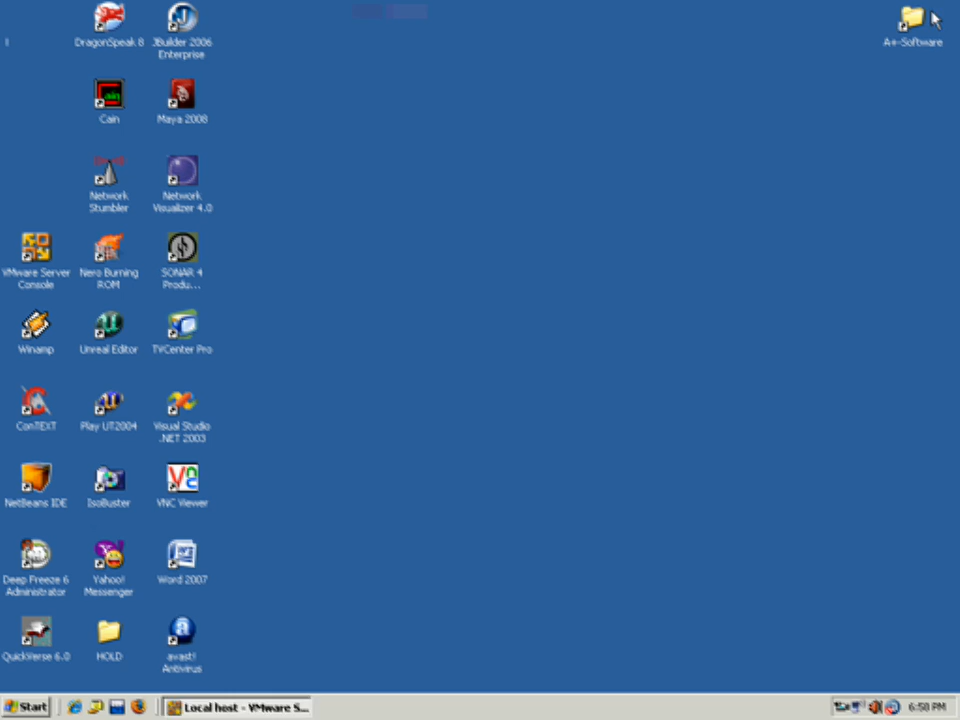 DragonSpeak 8
JBuilder 2006
Enterprise
A+-Software
Cain
Maya 2008
Network
Stumbler
Network
Visualizer 4.0
VMware Server
Console
Nero Burning
ROM
SONAR 4
Produ...
Winamp
Unreal Editor
TVCenter Pro
ConTEXT
Play UT2004
Visual Studio
.NET 2003
NetBeans IDE
IsoBuster
VNC Viewer
Deep Freeze 6
Administrator
Yahoo!
Messenger
Word 2007
QuickVerse 6.0
HOLD
avast!
Antivirus
Start
Local host - VMware S...
6:58 PM